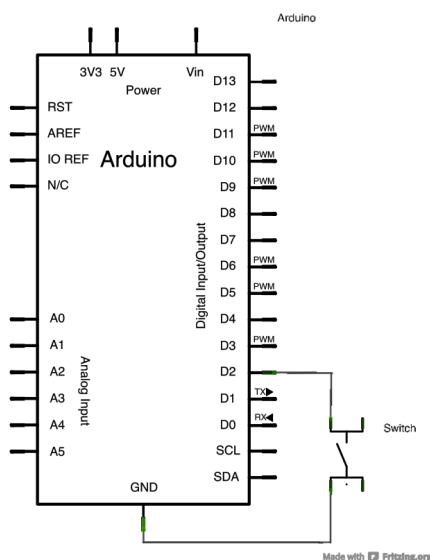 Arduino
3V3 5V Vin
Power
D13
RST D12
AREF D11 PWM
IO REF Arduino D10 PWM
N/C D9 PWM
D8
D7
D6 PWM
D5 PWM
Digital Input/Output
A0 D4
A1 D3 PWM
A2 D2
A3 D1 TX
A4 D0 RX
Analog Input
A5 SCL
SDA
GND
Switch
Made with Fritzing.org